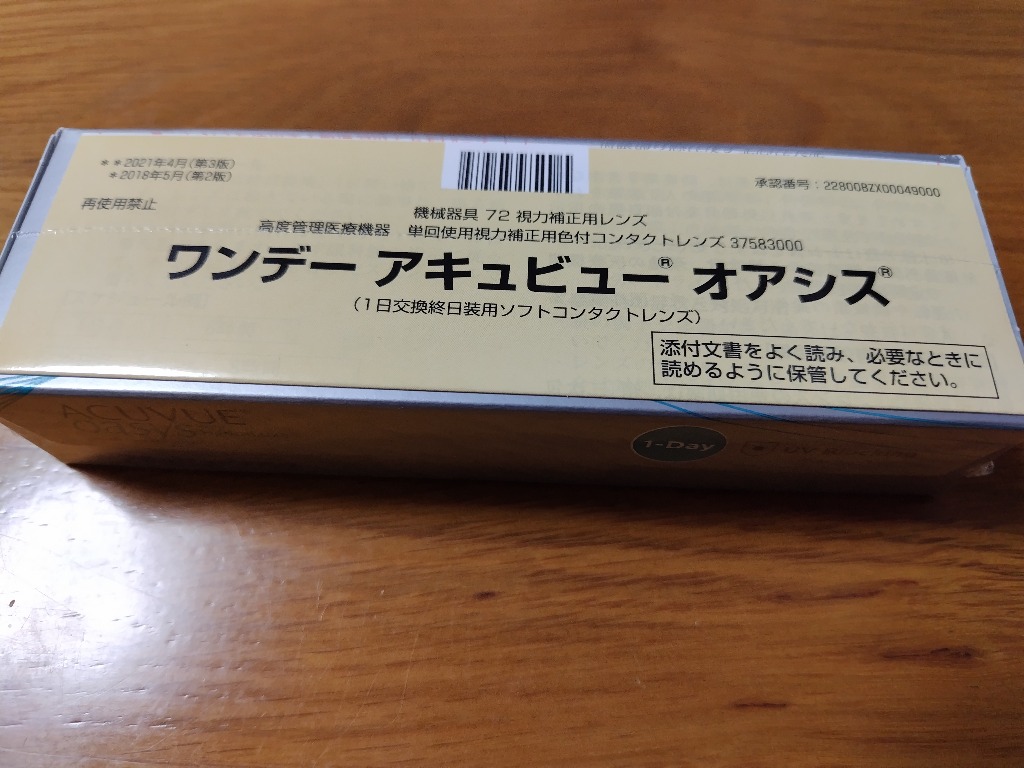 ＊＊2021年4月(第3版)
＊2018年5月(第2版)
承認番号：22800BZX00049000
再使用禁止
機械器具 72 視力補正用レンズ
高度管理医療機器 単回使用視力補正用色付コンタクトレンズ 37583000
ワンデー アキュビュー® オアシス®
(1日交換終日装用ソフトコンタクトレンズ)
添付文書をよく読み、必要なときに
読めるように保管してください。
ACUVUE
OASYS
1-Day